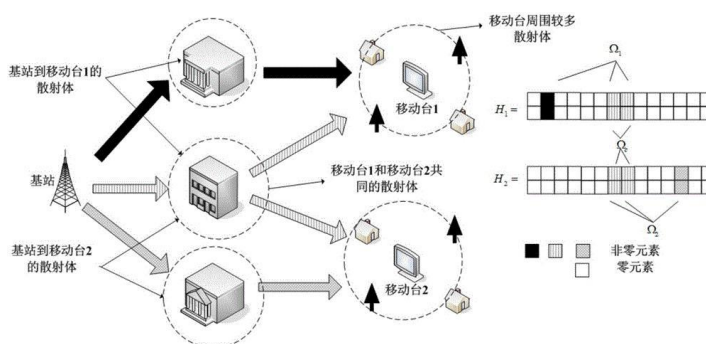 移动台周围较多
散射体
基站到移动台1的
散射体
移动台1
基站
移动台1和移动台2共
同的散射体
基站到移动台2
的散射体
移动台2
Ω₁
H₁ =
Ω
H₂ =
Ω₂
非零元素
零元素